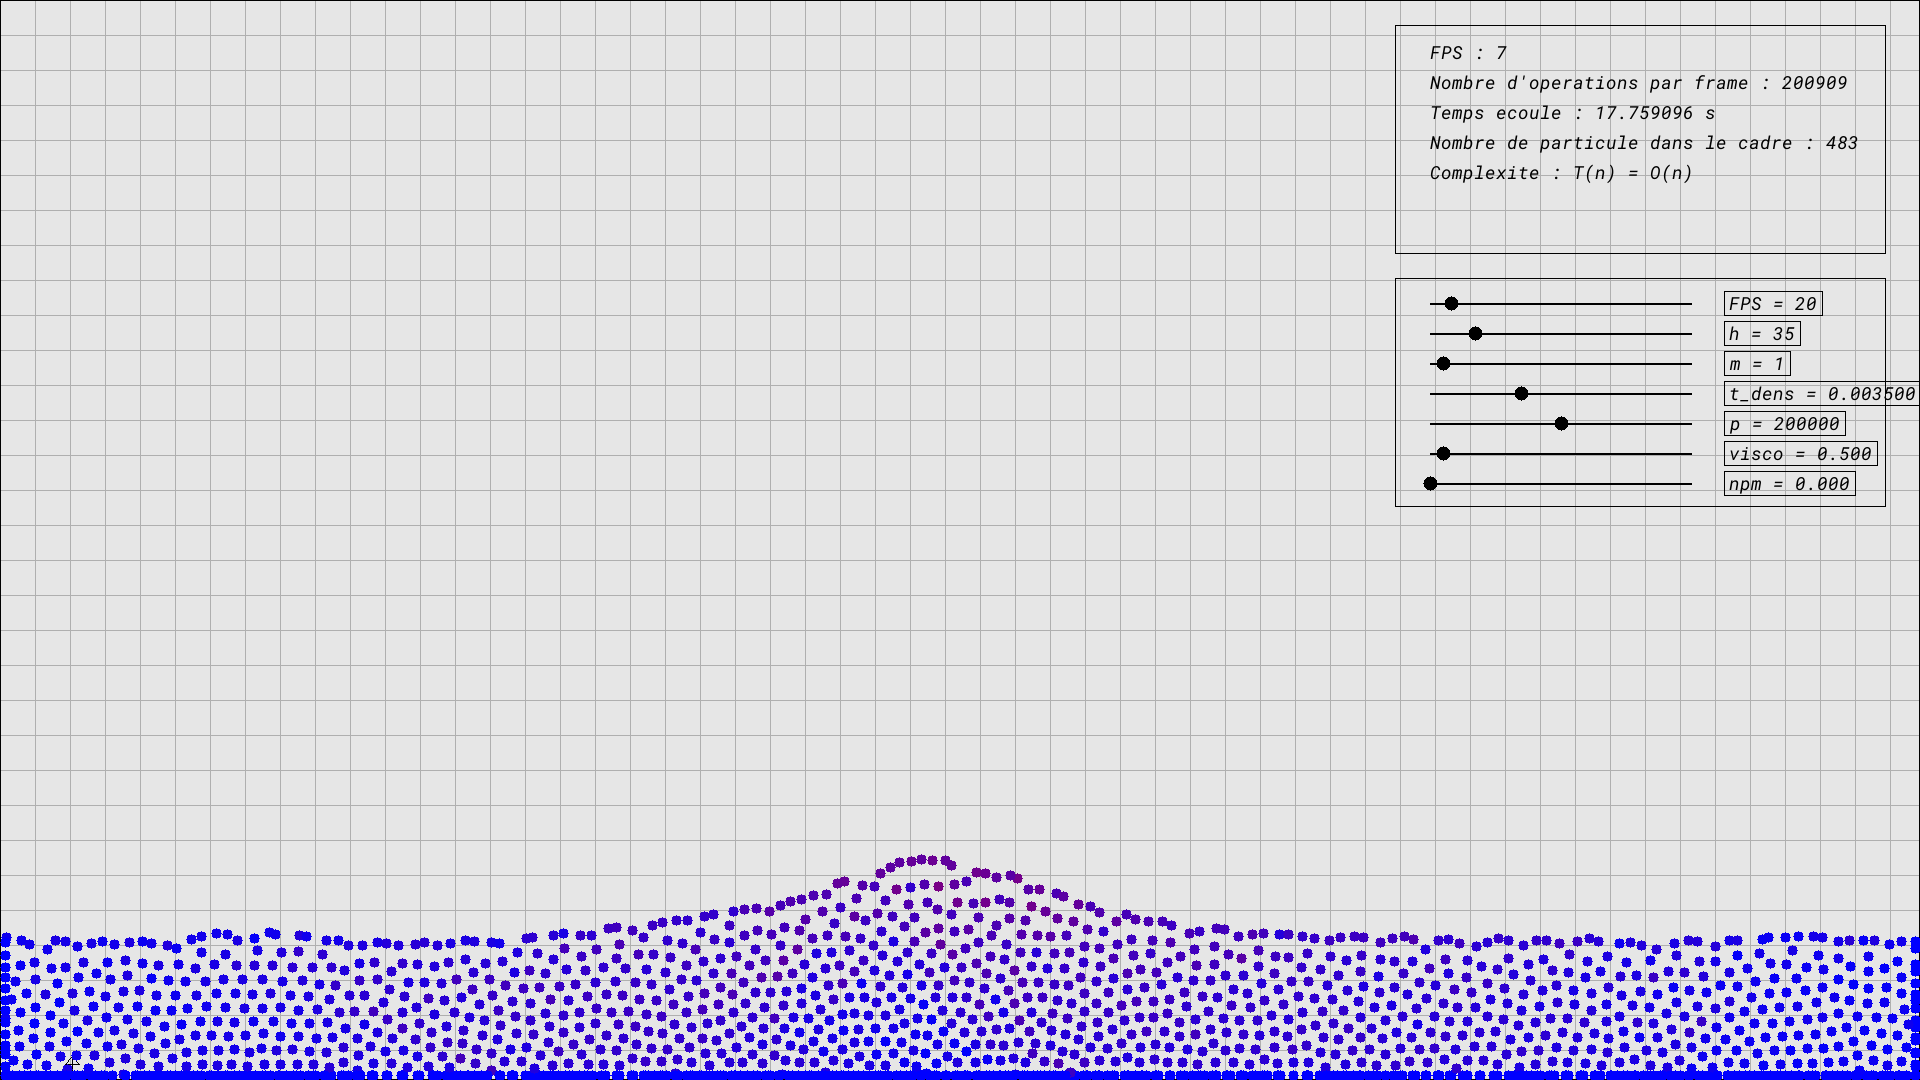 FPS : 7
Nombre d'operations par frame : 200909
Temps ecoule : 17.759096 s
Nombre de particule dans le cadre : 483
Complexite : T(n) = O(n)
FPS = 20
h = 35
m = 1
t_dens = 0.003500
p = 200000
visco = 0.500
npm = 0.000